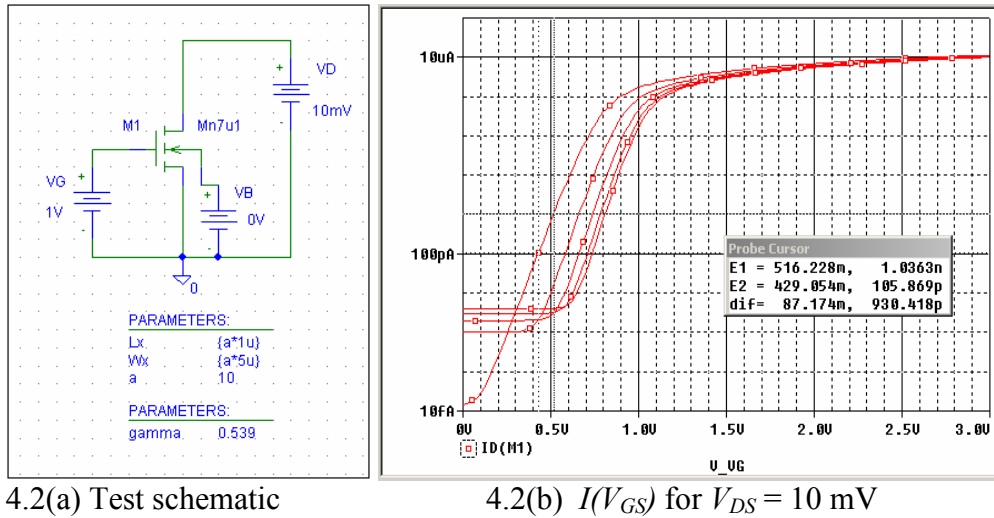 VD
10mV
M1
Mn7u1
VG
1V
VB
0V
0
PARAMETERS:
Lx {a*1u}
Wx {a*5u}
a 10
PARAMETERS:
gamma 0.539
10uA
100pA
10fA
0V 0.5V 1.0V 1.5V 2.0V 2.5V 3.0V
ID(M1)
V_VG
Probe Cursor
E1 = 516.228m, 1.0363n
E2 = 429.054m, 105.869p
dif= 87.174m, 930.418p
4.2(a) Test schematic
4.2(b) I(VGS) for VDS = 10 mV